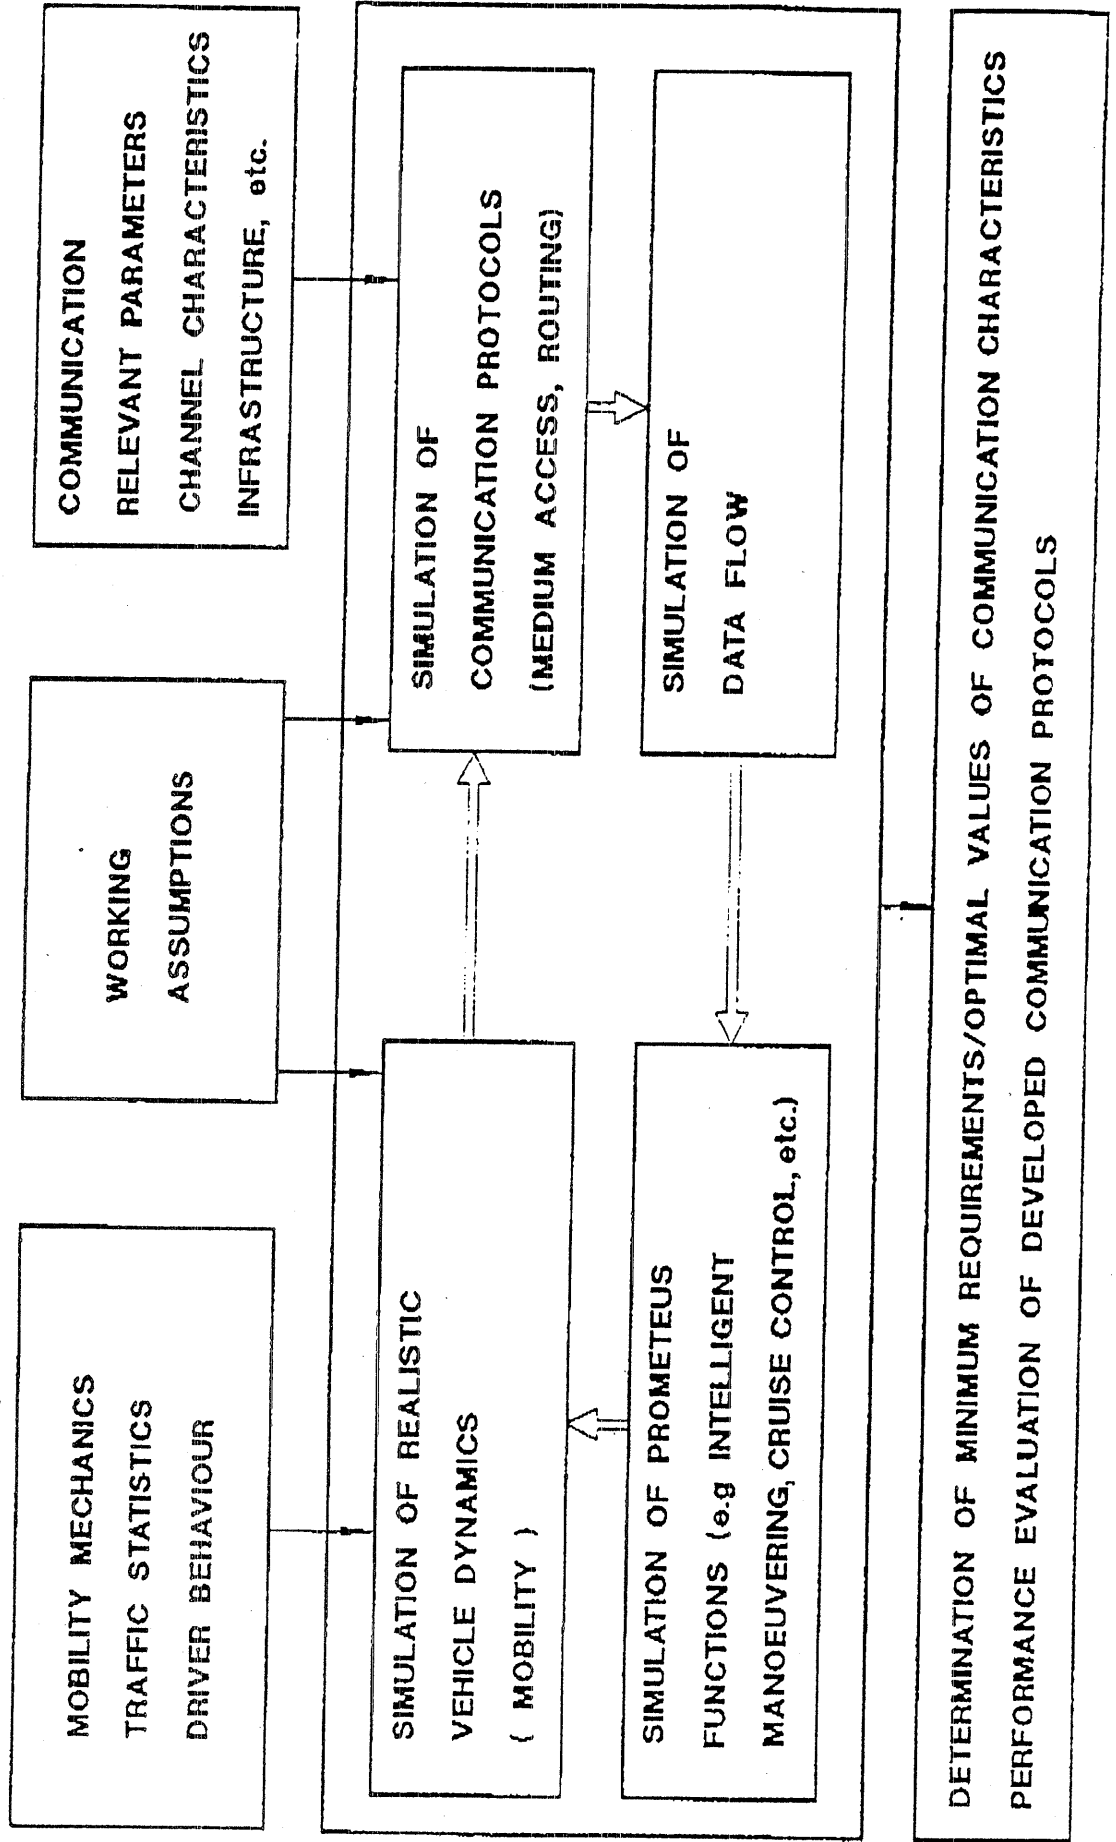 MOBILITY MECHANICS
TRAFFIC STATISTICS
DRIVER BEHAVIOUR
WORKING
ASSUMPTIONS
COMMUNICATION
RELEVANT PARAMETERS
CHANNEL CHARACTERISTICS
INFRASTRUCTURE, etc.
SIMULATION OF REALISTIC
VEHICLE DYNAMICS
( MOBILITY )
SIMULATION OF
COMMUNICATION PROTOCOLS
(MEDIUM ACCESS, ROUTING)
SIMULATION OF PROMETEUS
FUNCTIONS (e.g INTELLIGENT
MANOEUVERING, CRUISE CONTROL, etc.)
SIMULATION OF
DATA FLOW
DETERMINATION OF MINIMUM REQUIREMENTS/OPTIMAL VALUES OF COMMUNICATION CHARACTERISTICS
PERFORMANCE EVALUATION OF DEVELOPED COMMUNICATION PROTOCOLS